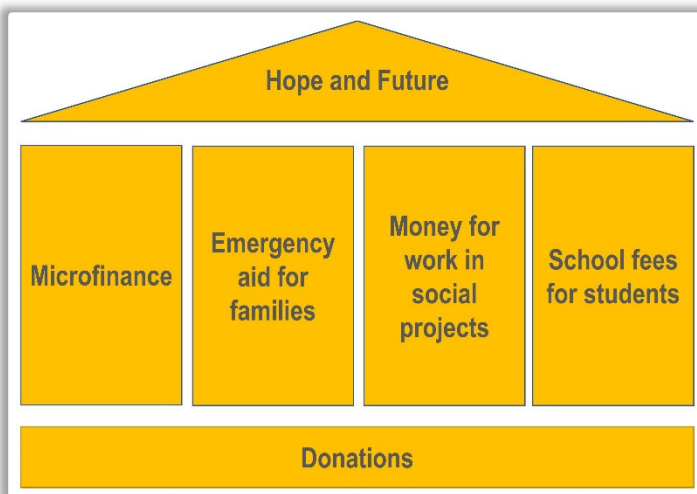 Hope and Future
Microfinance
Emergency
aid for
families
Money for
work in
social
projects
School fees
for students
Donations